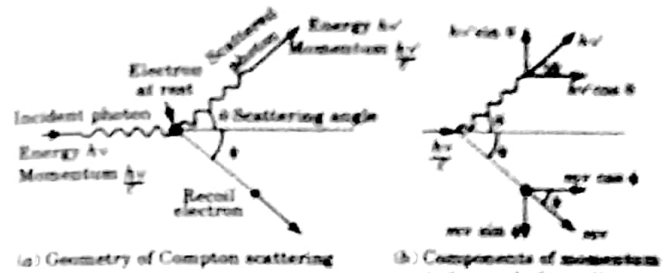 Scattered photon
Energy hν′
Momentum hν′/c
Electron
at rest
Incident photon
θ Scattering angle
Energy hν
Momentum hν/c
ϕ
Recoil
electron
(a) Geometry of Compton scattering
hν′ sin θ
hν′
θ
hν′ cos θ
θ
hν/c
ϕ
mv cos ϕ
ϕ
mv sin ϕ
mv
(b) Components of momentum